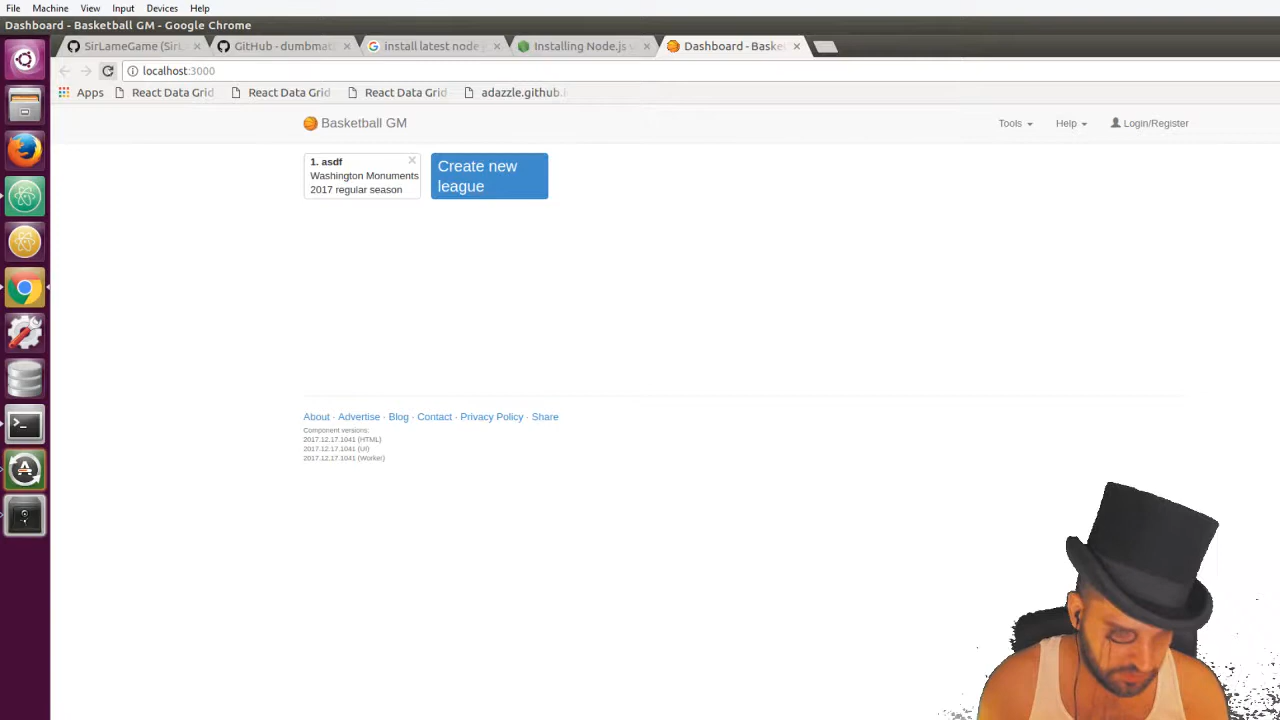 File Machine View Input Devices Help
Dashboard - Basketball GM - Google Chrome
SirLameGame (SirL
GitHub - dumbmat
install latest node j
Installing Node.js v
Dashboard - Basket
localhost:3000
Apps React Data Grid React Data Grid React Data Grid adazzle.github.i
Basketball GM
Tools Help Login/Register
1. asdf
Washington Monuments
2017 regular season
Create new
league
About · Advertise · Blog · Contact · Privacy Policy · Share
Component versions:
2017.12.17.1041 (HTML)
2017.12.17.1041 (UI)
2017.12.17.1041 (Worker)